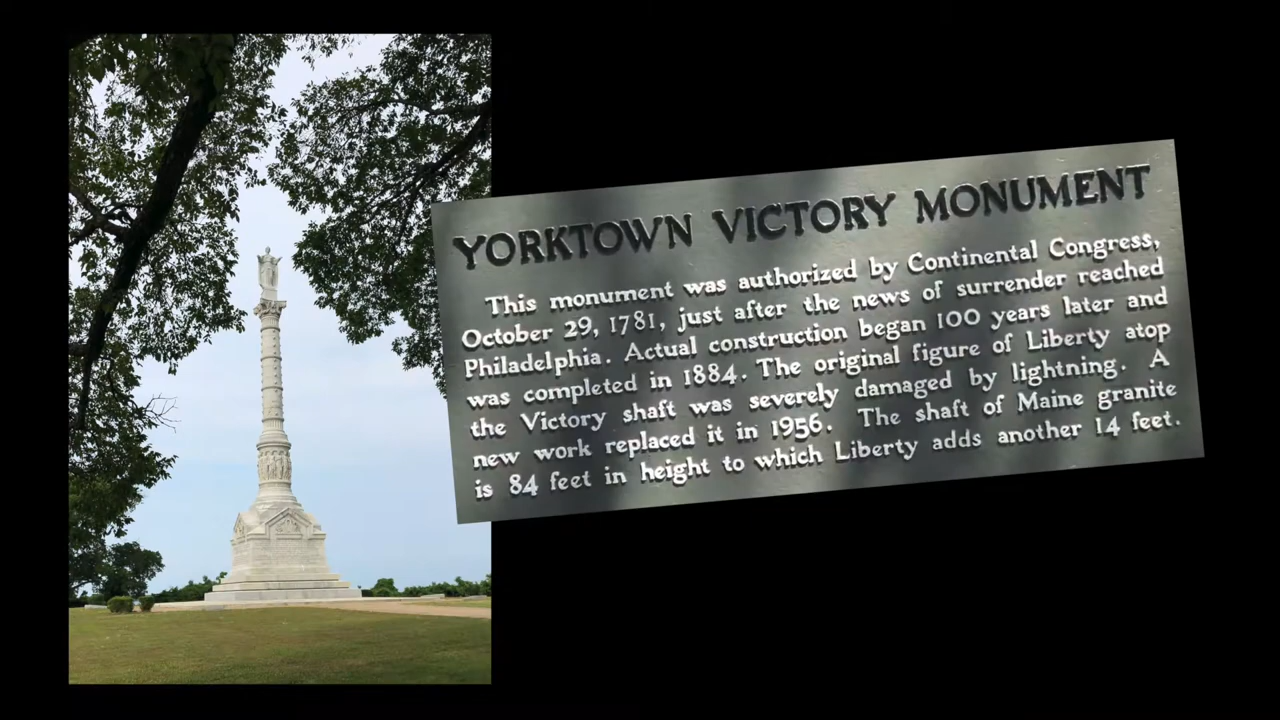 YORKTOWN VICTORY MONUMENT
This monument was authorized by Continental Congress,
October 29, 1781, just after the news of surrender reached
Philadelphia. Actual construction began 100 years later and
was completed in 1884. The original figure of Liberty atop
the Victory shaft was severely damaged by lightning. A
new work replaced it in 1956. The shaft of Maine granite
is 84 feet in height to which Liberty adds another 14 feet.